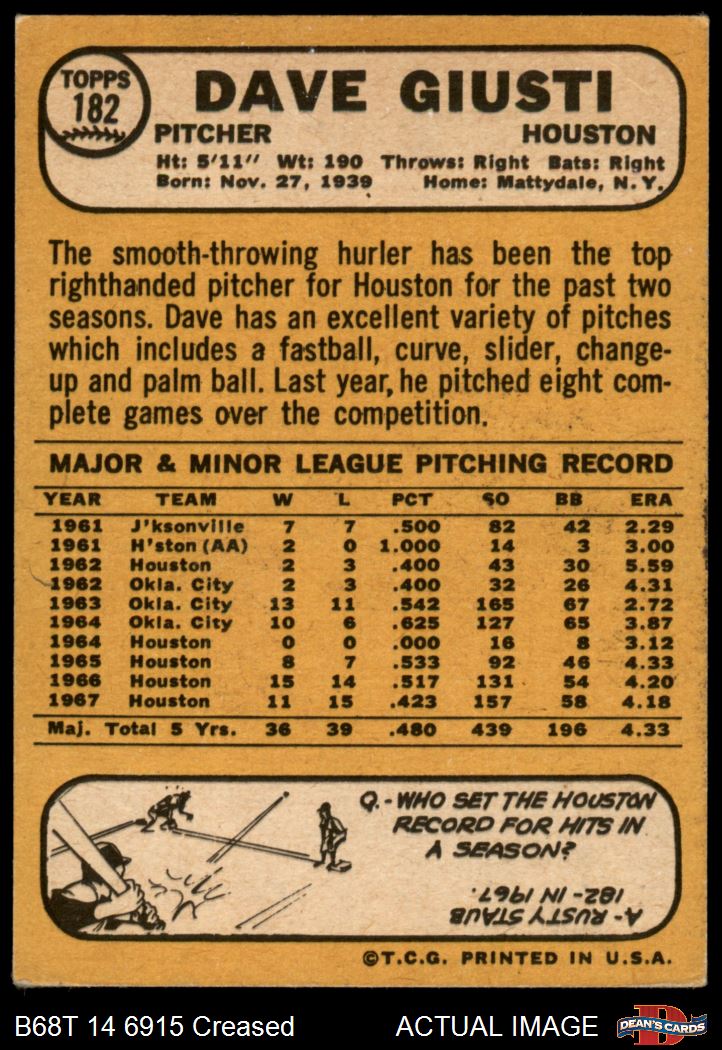 TOPPS
182
DAVE GIUSTI
PITCHER HOUSTON
Ht: 5'11" Wt: 190 Throws: Right Bats: Right
Born: Nov. 27, 1939 Home: Mattydale, N. Y.
The smooth-throwing hurler has been the top
righthanded pitcher for Houston for the past two
seasons. Dave has an excellent variety of pitches
which includes a fastball, curve, slider, change-
up and palm ball. Last year, he pitched eight com-
plete games over the competition.
MAJOR & MINOR LEAGUE PITCHING RECORD
YEAR TEAM W L PCT SO BB ERA
1961 J'ksonville 7 7 .500 82 42 2.29
1961 H'ston (AA) 2 0 1.000 14 3 3.00
1962 Houston 2 3 .400 43 30 5.59
1962 Okla. City 2 3 .400 32 26 4.31
1963 Okla. City 13 11 .542 165 67 2.72
1964 Okla. City 10 6 .625 127 65 3.87
1964 Houston 0 0 .000 16 8 3.12
1965 Houston 8 7 .533 92 46 4.33
1966 Houston 15 14 .517 131 54 4.20
1967 Houston 11 15 .423 157 58 4.18
Maj. Total 5 Yrs. 36 39 .480 439 196 4.33
Q.-WHO SET THE HOUSTON
RECORD FOR HITS IN
A SEASON?
A- RUSTY STAUB
182- IN 1967.
©T.C.G. PRINTED IN U.S.A.
B68T 14 6915 Creased ACTUAL IMAGE
D
DEAN'S CARDS